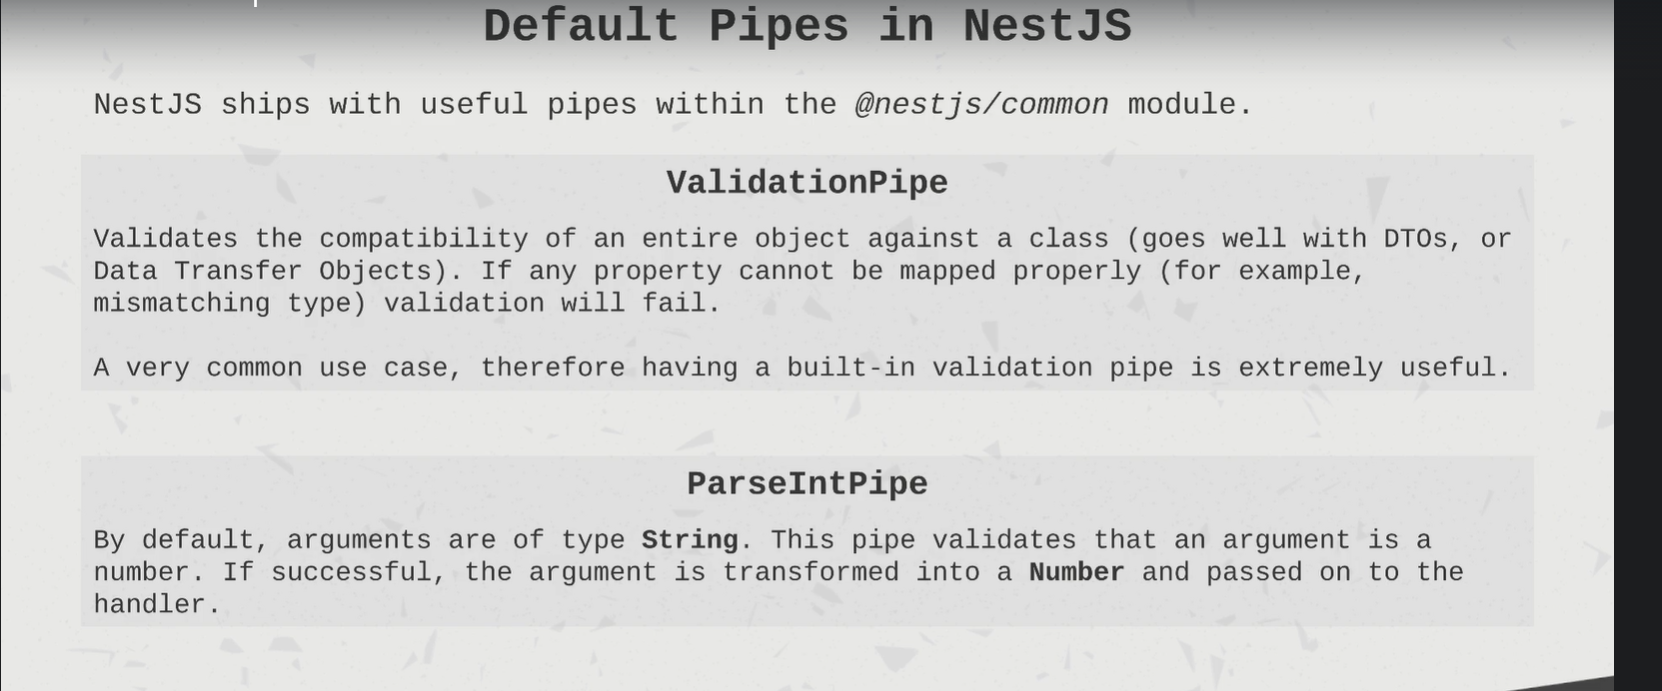 Default Pipes in NestJS
NestJS ships with useful pipes within the @nestjs/common module.
ValidationPipe
Validates the compatibility of an entire object against a class (goes well with DTOs, or
Data Transfer Objects). If any property cannot be mapped properly (for example,
mismatching type) validation will fail.
A very common use case, therefore having a built-in validation pipe is extremely useful.
ParseIntPipe
By default, arguments are of type String. This pipe validates that an argument is a
number. If successful, the argument is transformed into a Number and passed on to the
handler.